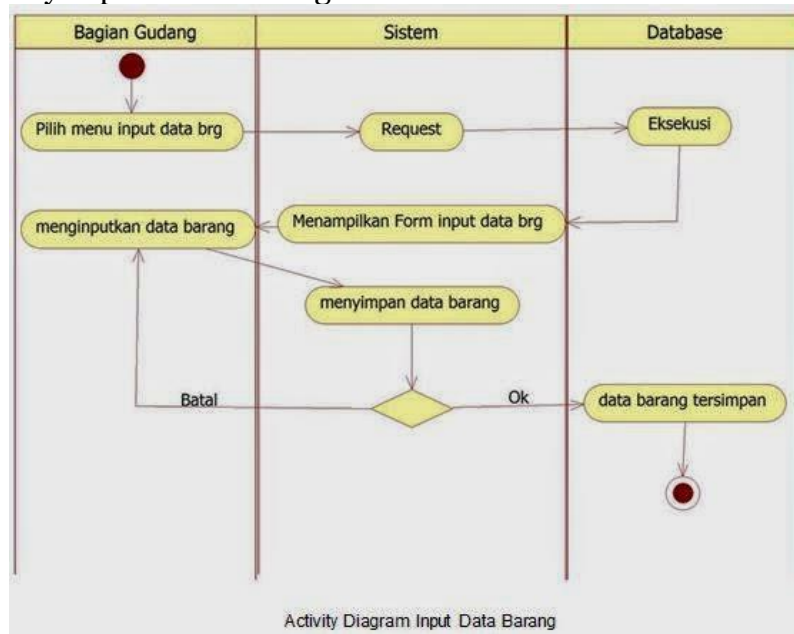 Bagian Gudang
Sistem
Database
Pilih menu input data brg
Request
Eksekusi
menginputkan data barang
Menampilkan Form input data brg
menyimpan data barang
Batal
Ok
data barang tersimpan
Activity Diagram Input Data Barang